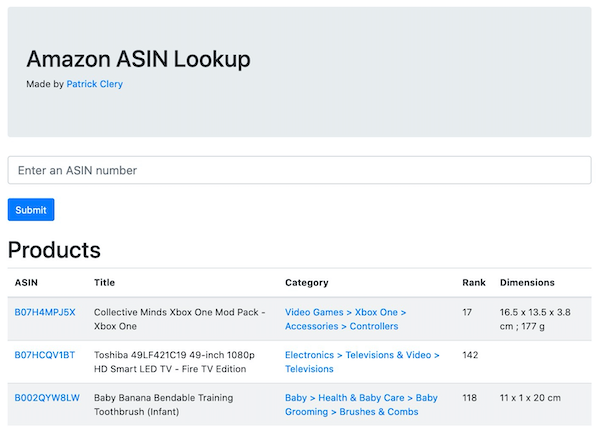 Amazon ASIN Lookup
Made by Patrick Clery
Enter an ASIN number
Submit
Products
ASIN Title Category Rank Dimensions
B07H4MPJ5X Collective Minds Xbox One Mod Pack - Video Games > Xbox One > 17 16.5 x 13.5 x 3.8
Xbox One Accessories > Controllers cm ; 177 g
B07HCQV1BT Toshiba 49LF421C19 49-inch 1080p Electronics > Televisions & Video > 142
HD Smart LED TV - Fire TV Edition Televisions
B002QYW8LW Baby Banana Bendable Training Baby > Health & Baby Care > Baby 118 11 x 1 x 20 cm
Toothbrush (Infant) Grooming > Brushes & Combs